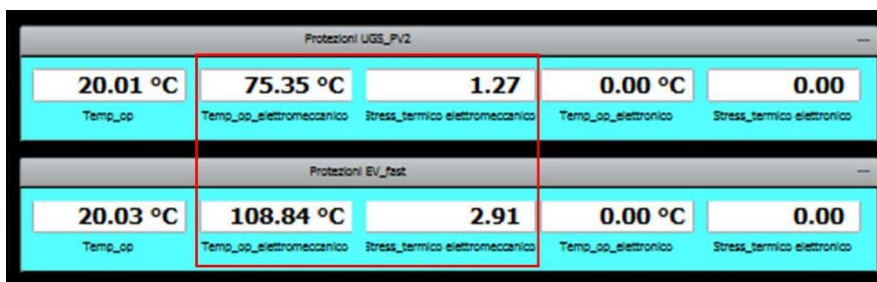 Protezioni UGS_PV2
20.01 °C 75.35 °C 1.27 0.00 °C 0.00
Temp_op Temp_op_elettromeccanico Stress_termico elettromeccanico Temp_op_elettronico Stress_termico elettronico
Protezioni EV_fast
20.03 °C 108.84 °C 2.91 0.00 °C 0.00
Temp_op Temp_op_elettromeccanico Stress_termico elettromeccanico Temp_op_elettronico Stress_termico elettronico